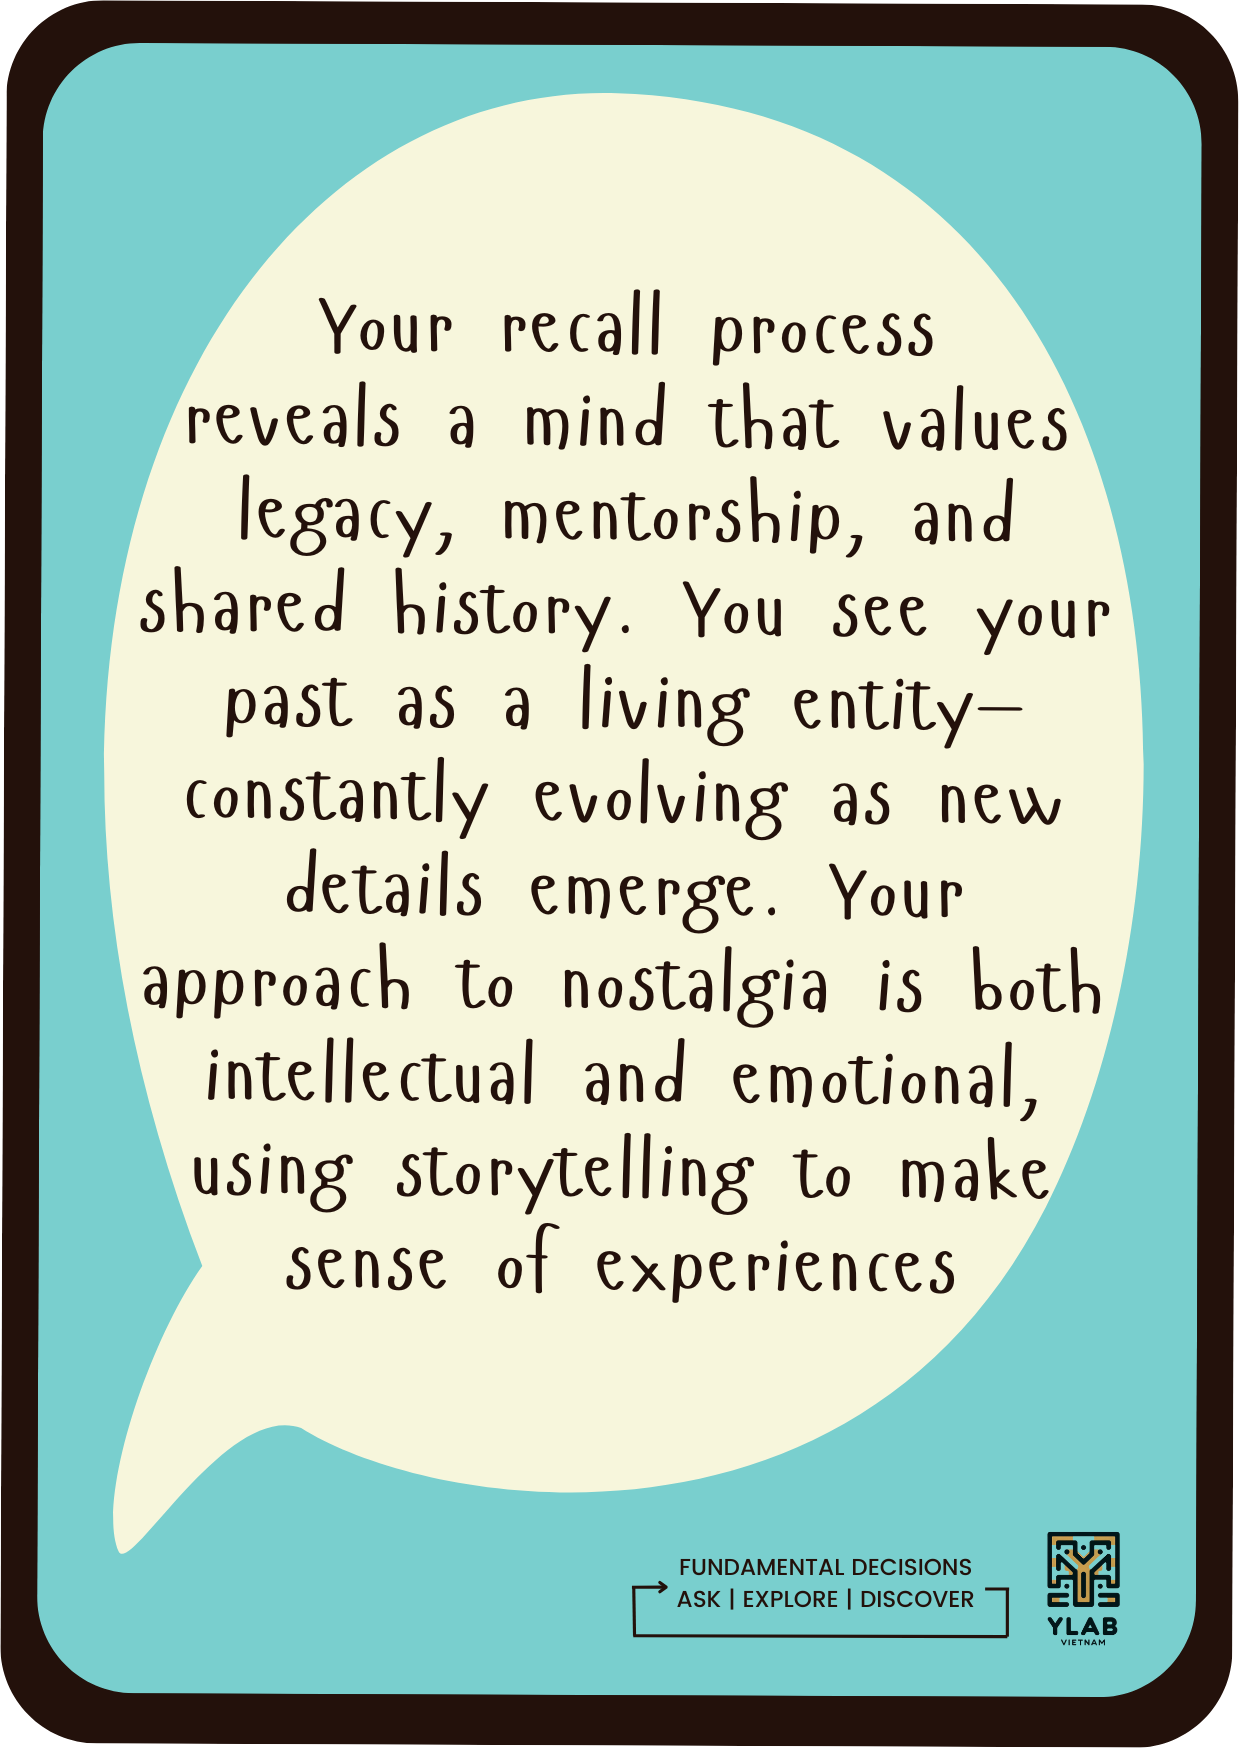 Your recall process
reveals a mind that values
legacy, mentorship, and
shared history. You see your
past as a living entity—
constantly evolving as new
details emerge. Your
approach to nostalgia is both
intellectual and emotional,
using storytelling to make
sense of experiences
FUNDAMENTAL DECISIONS
ASK | EXPLORE | DISCOVER
YLAB
VIETNAM